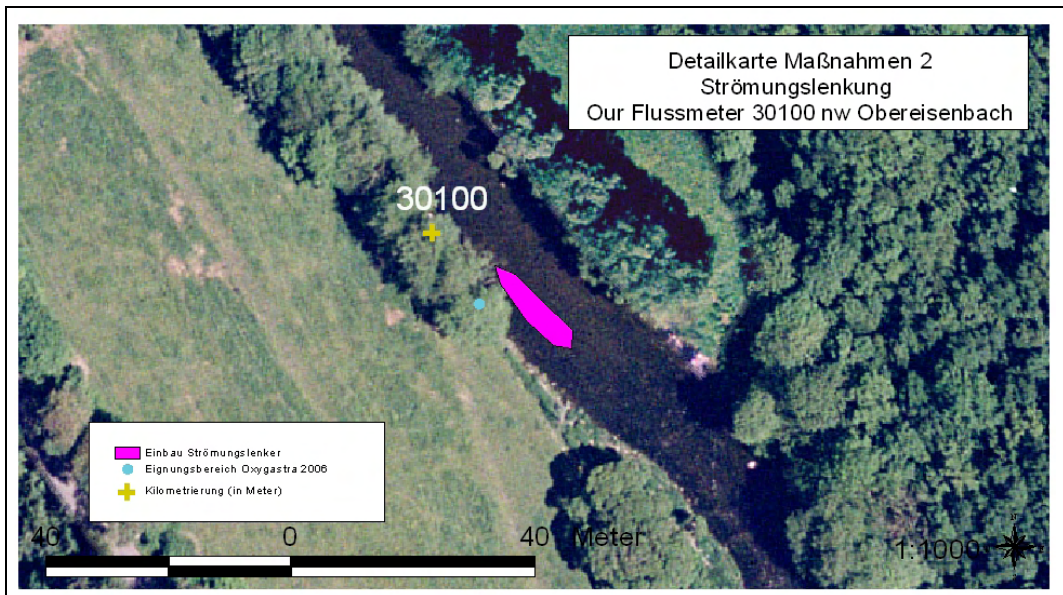 Detailkarte Maßnahmen 2
Strömungslenkung
Our Flussmeter 30100 nw Obereisenbach
30100
Einbau Strömungslenker
Eignungsbereich Oxygastra 2006
Kilometrierung (in Meter)
40 0 40 Meter
1:1000